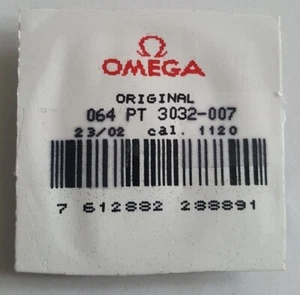 OMEGA
ORIGINAL
064 PT 3032-007
23/02 cal. 1120
7 612882 288891